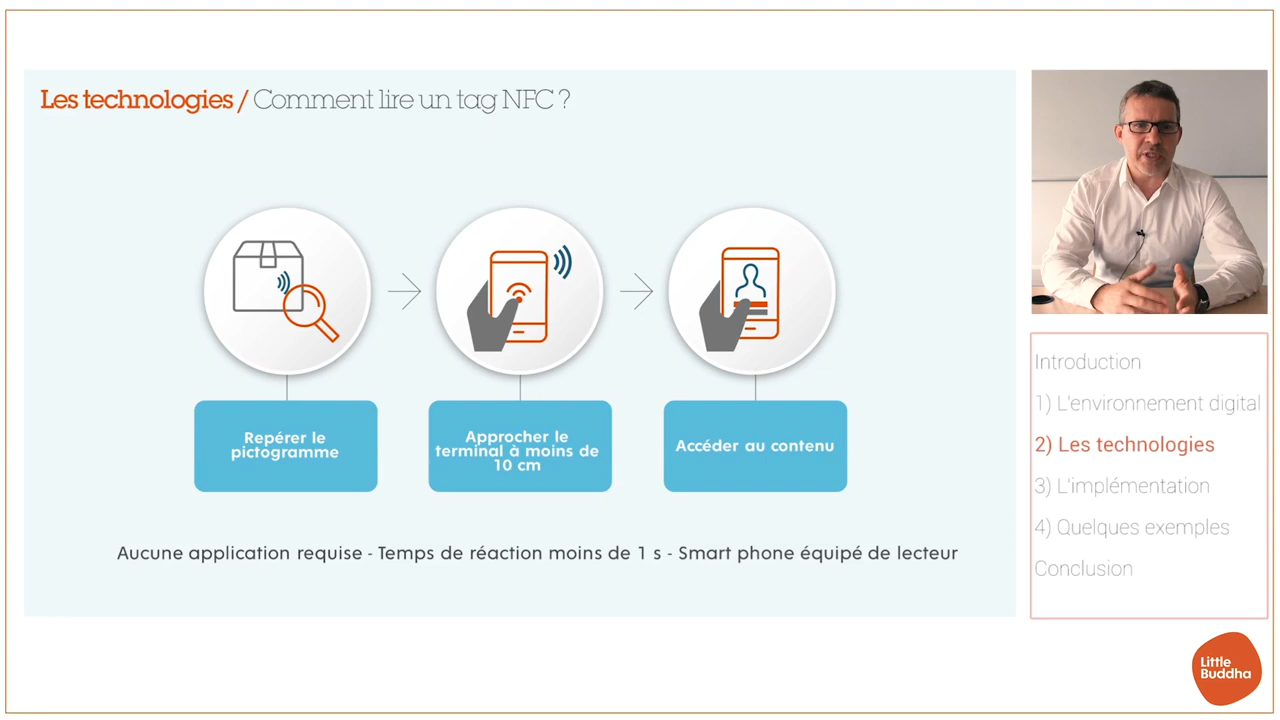 Les technologies / Comment lire un tag NFC ?
Repérer le
pictogramme
Approcher le
terminal à moins de
10 cm
Accéder au contenu
Aucune application requise - Temps de réaction moins de 1 s - Smart phone équipé de lecteur
Introduction
1) L'environnement digital
2) Les technologies
3) L'implémentation
4) Quelques exemples
Conclusion
Little
Buddha